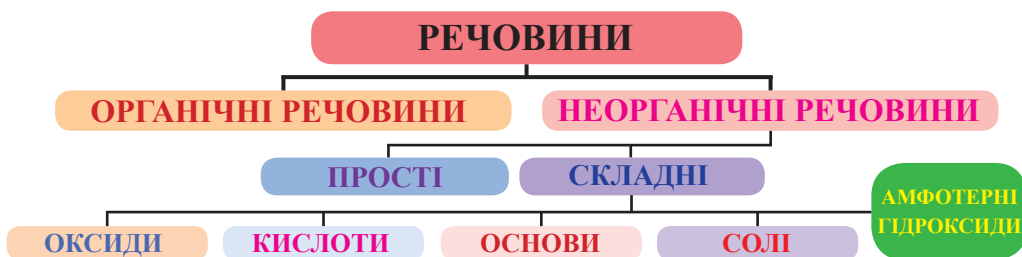 РЕЧОВИНИ
ОРГАНІЧНІ РЕЧОВИНИ
НЕОРГАНІЧНІ РЕЧОВИНИ
ПРОСТІ
СКЛАДНІ
АМФОТЕРНІ
ГІДРОКСИДИ
ОКСИДИ
КИСЛОТИ
ОСНОВИ
СОЛІ